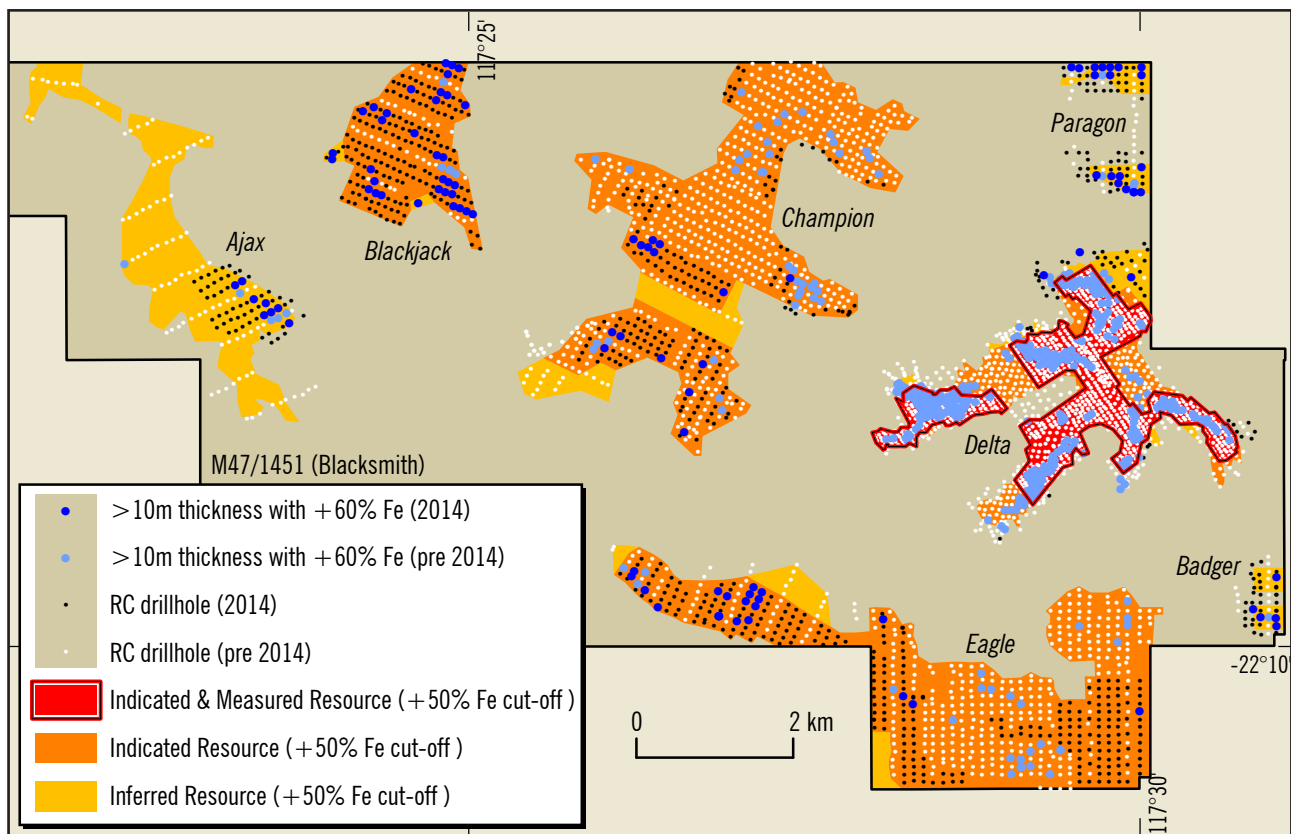 117°25'
Paragon
Ajax
Blackjack
Champion
Delta
M47/1451 (Blacksmith)
>10m thickness with +60% Fe (2014)
>10m thickness with +60% Fe (pre 2014)
RC drillhole (2014)
RC drillhole (pre 2014)
Indicated & Measured Resource (+50% Fe cut-off )
Indicated Resource (+50% Fe cut-off )
Inferred Resource (+50% Fe cut-off )
Badger
Eagle
-22°10'
0 2 km
117°30'